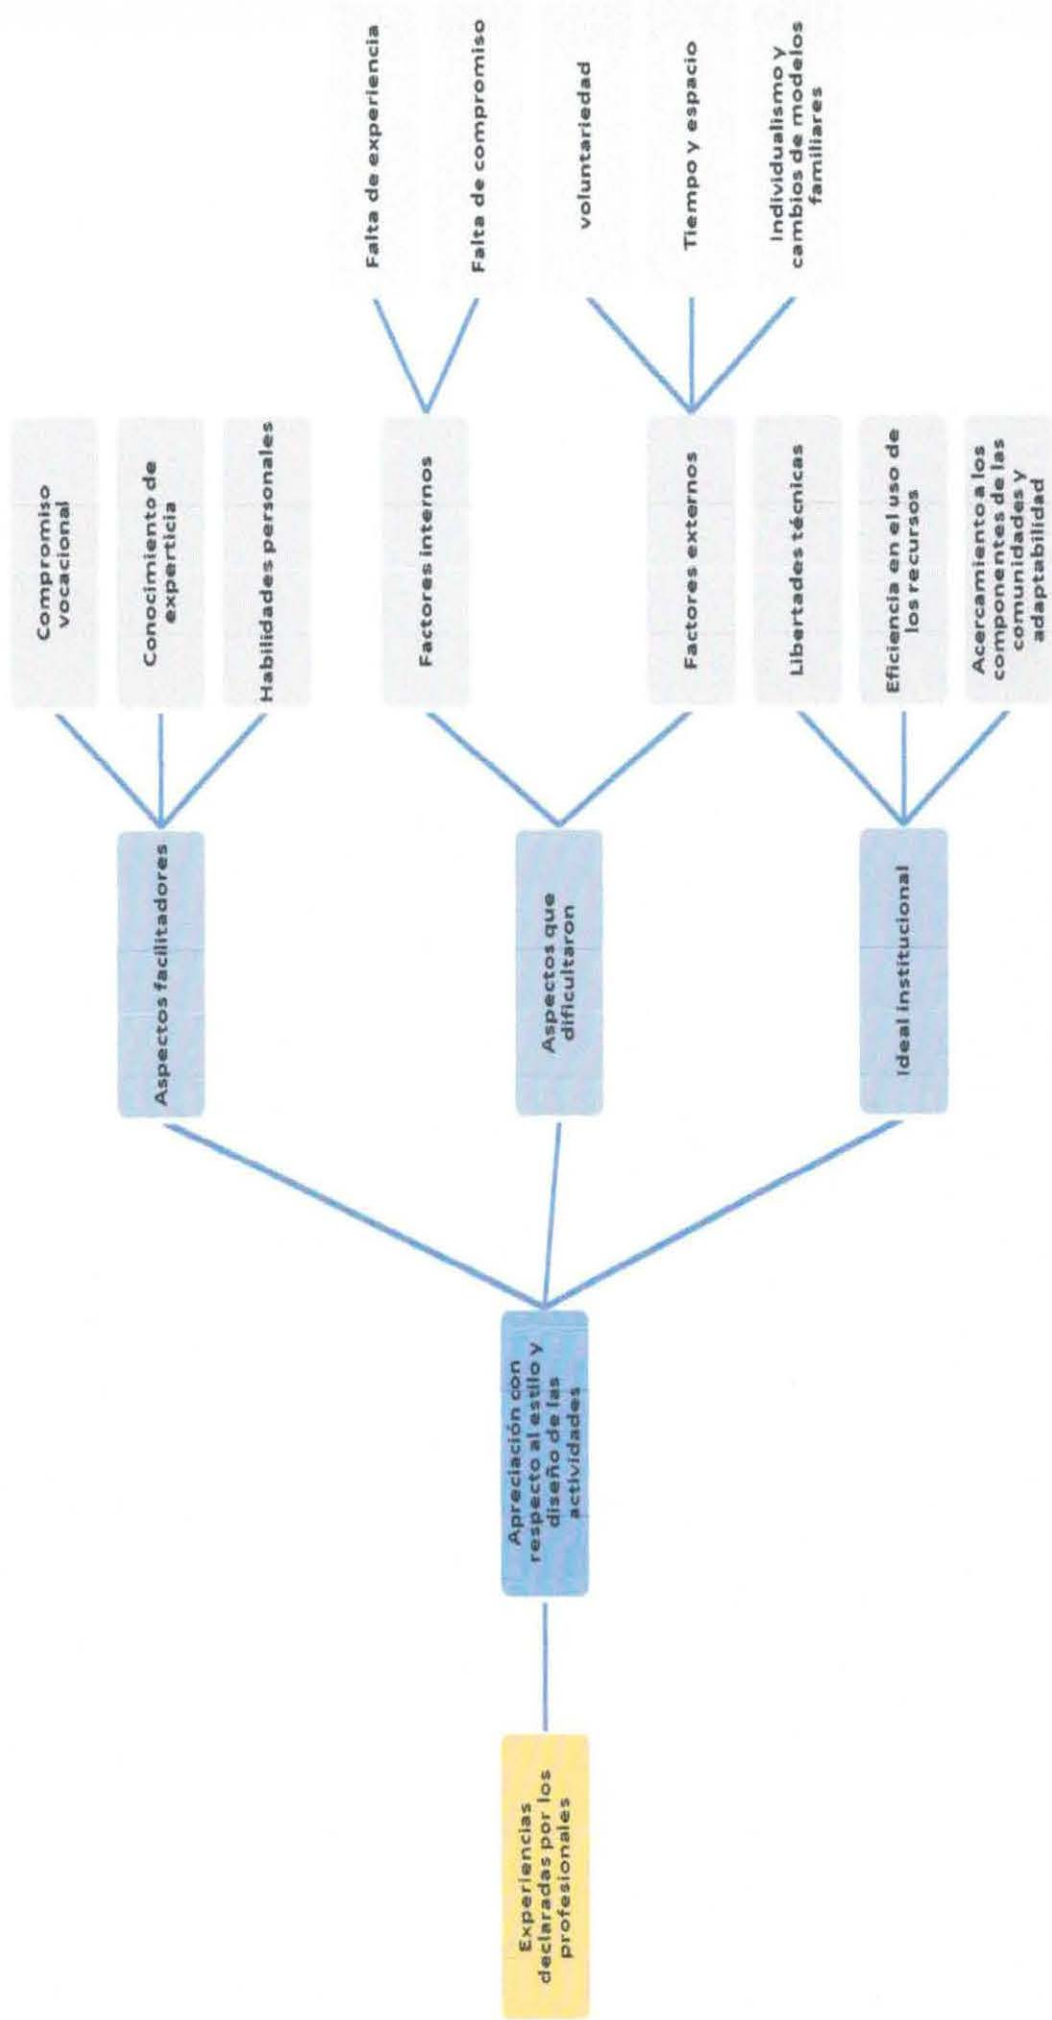 Experiencias
declaradas por los
profesionales
Apreciación con
respecto al estilo y
diseño de las
actividades
Aspectos facilitadores
Compromiso
vocacional
Conocimiento de
experticia
Habilidades personales
Aspectos que
dificultaron
Factores internos
Falta de experiencia
Falta de compromiso
Factores externos
voluntariedad
Tiempo y espacio
Individualismo y
cambios de modelos
familiares
Ideal institucional
Libertades técnicas
Eficiencia en el uso de
los recursos
Acercamiento a los
componentes de las
comunidades y
adaptabilidad